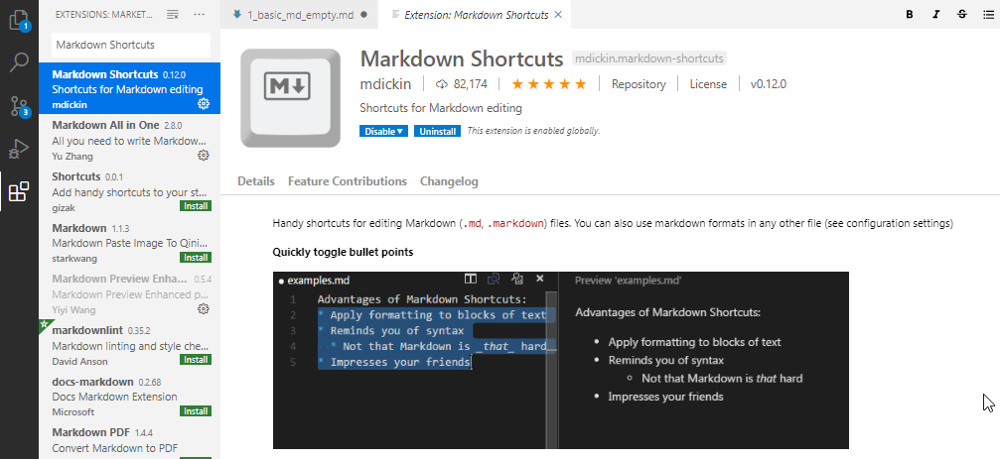 EXTENSIONS: MARKET...
1_basic_md_empty.md
Extension: Markdown Shortcuts
B I S
1
3
Markdown Shortcuts
Markdown Shortcuts 0.12.0
Shortcuts for Markdown editing
mdickin
Markdown All in One 2.8.0
All you need to write Markdow...
Yu Zhang
Shortcuts 0.0.1
Add handy shortcuts to your st...
gizak Install
Markdown 1.1.3
Markdown Paste Image To Qini...
starkwang Install
Markdown Preview Enha... 0.5.4
Markdown Preview Enhanced p...
Yiyi Wang
markdownlint 0.35.2
Markdown linting and style che...
David Anson Install
docs-markdown 0.2.68
Docs Markdown Extension
Microsoft Install
Markdown PDF 1.4.4
Convert Markdown to PDF
M
Markdown Shortcuts mdickin.markdown-shortcuts
mdickin 82,174 Repository License v0.12.0
Shortcuts for Markdown editing
Disable Uninstall This extension is enabled globally.
Details Feature Contributions Changelog
Handy shortcuts for editing Markdown (.md, .markdown) files. You can also use markdown formats in any other file (see configuration settings)
Quickly toggle bullet points
examples.md
1 Advantages of Markdown Shortcuts:
2 * Apply formatting to blocks of text
3 * Reminds you of syntax
4 * Not that Markdown is _that_ hard
5 * Impresses your friends
Preview 'examples.md'
Advantages of Markdown Shortcuts:
• Apply formatting to blocks of text
• Reminds you of syntax
◦ Not that Markdown is that hard
• Impresses your friends